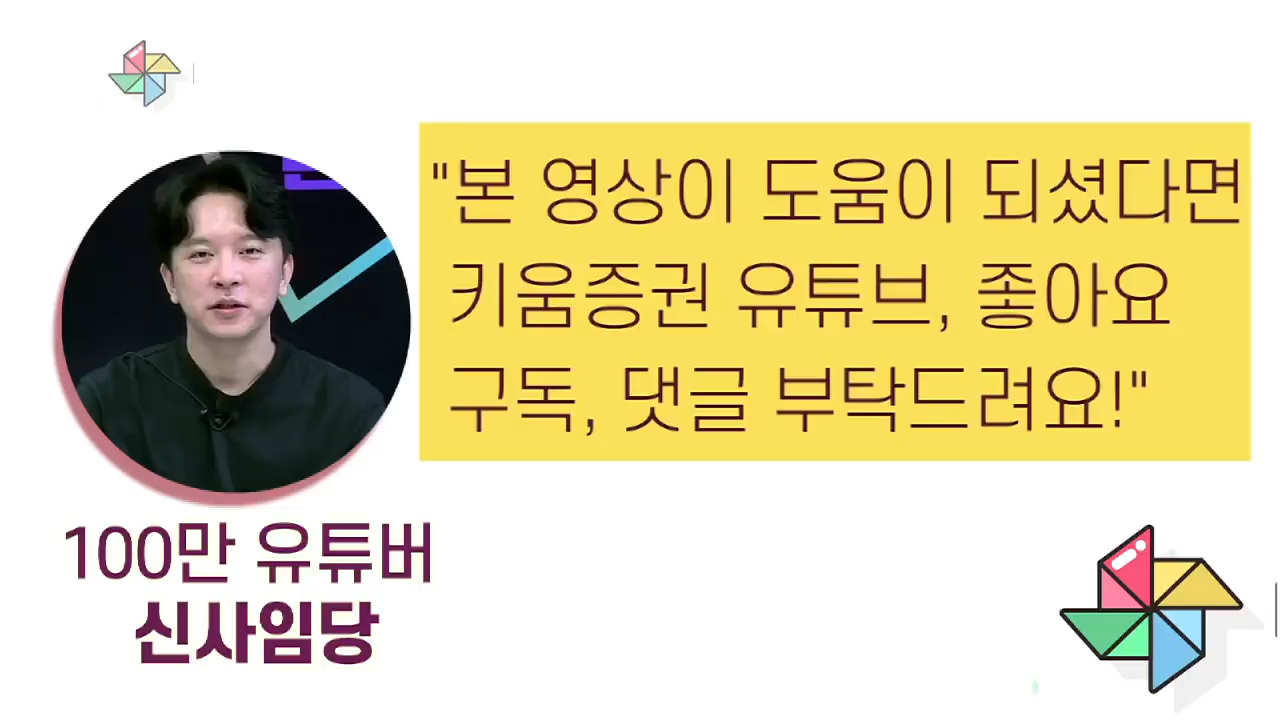 "본 영상이 도움이 되셨다면
키움증권 유튜브, 좋아요
구독, 댓글 부탁드려요!"
100만 유튜버
신사임당